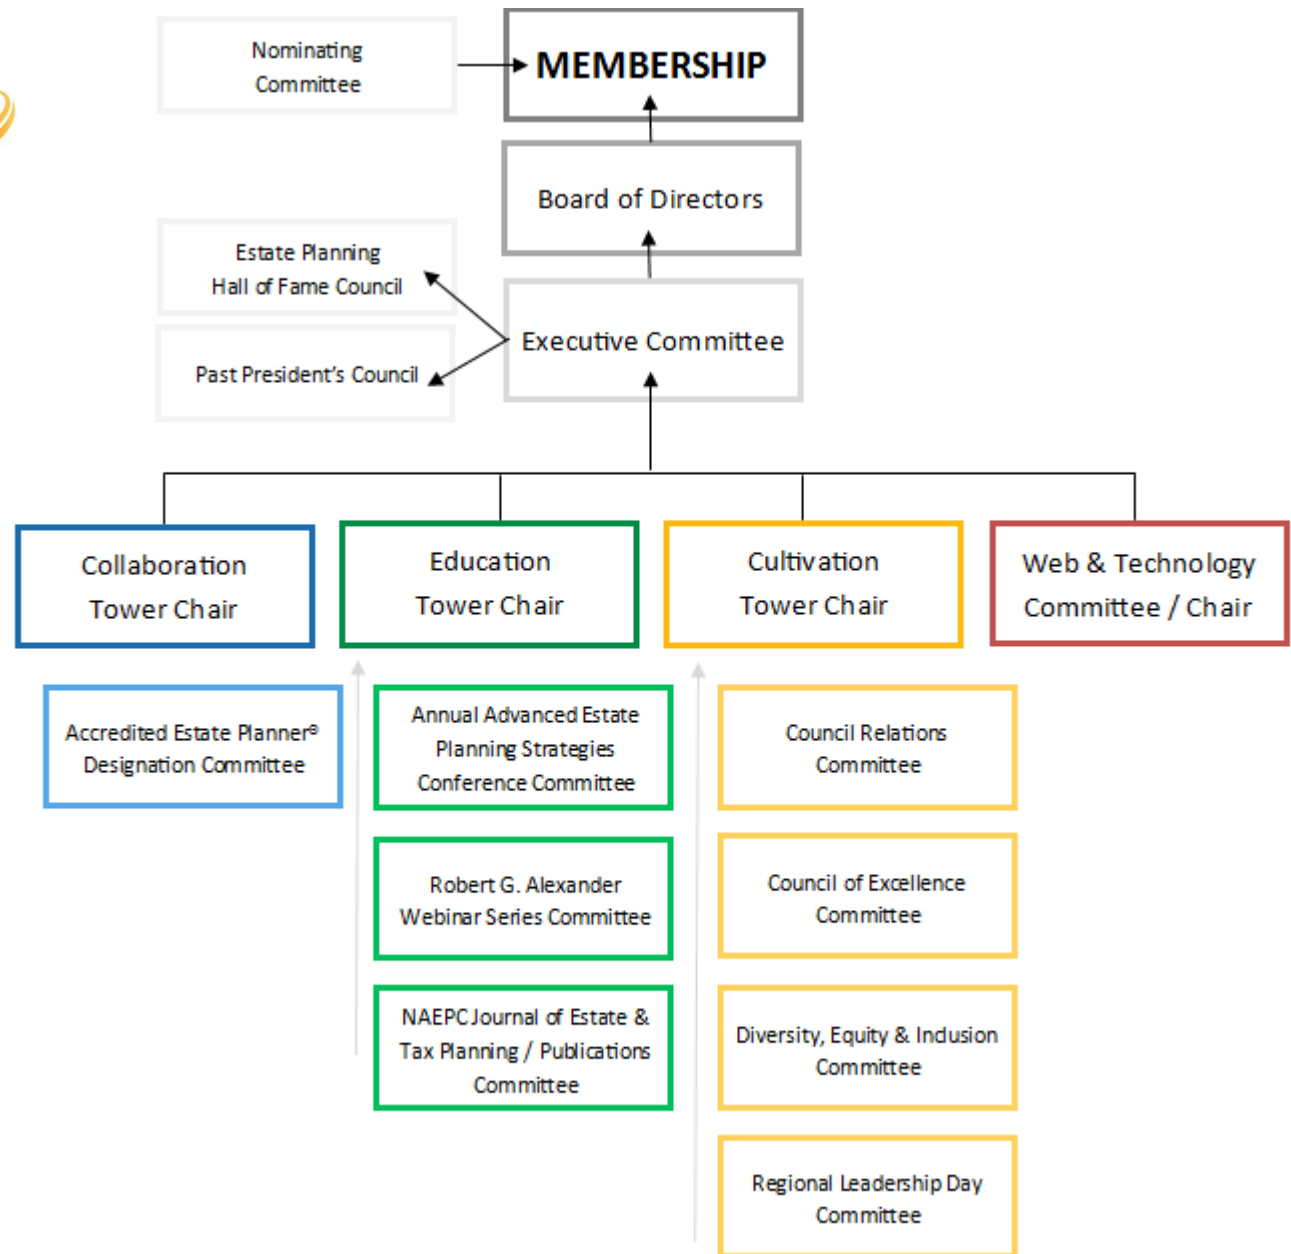 Nominating
Committee
MEMBERSHIP
Board of Directors
Estate Planning
Hall of Fame Council
Executive Committee
Past President's Council
Collaboration
Tower Chair
Education
Tower Chair
Cultivation
Tower Chair
Web & Technology
Committee / Chair
Accredited Estate Planner®
Designation Committee
Annual Advanced Estate
Planning Strategies
Conference Committee
Robert G. Alexander
Webinar Series Committee
NAEPC Journal of Estate &
Tax Planning / Publications
Committee
Council Relations
Committee
Council of Excellence
Committee
Diversity, Equity & Inclusion
Committee
Regional Leadership Day
Committee